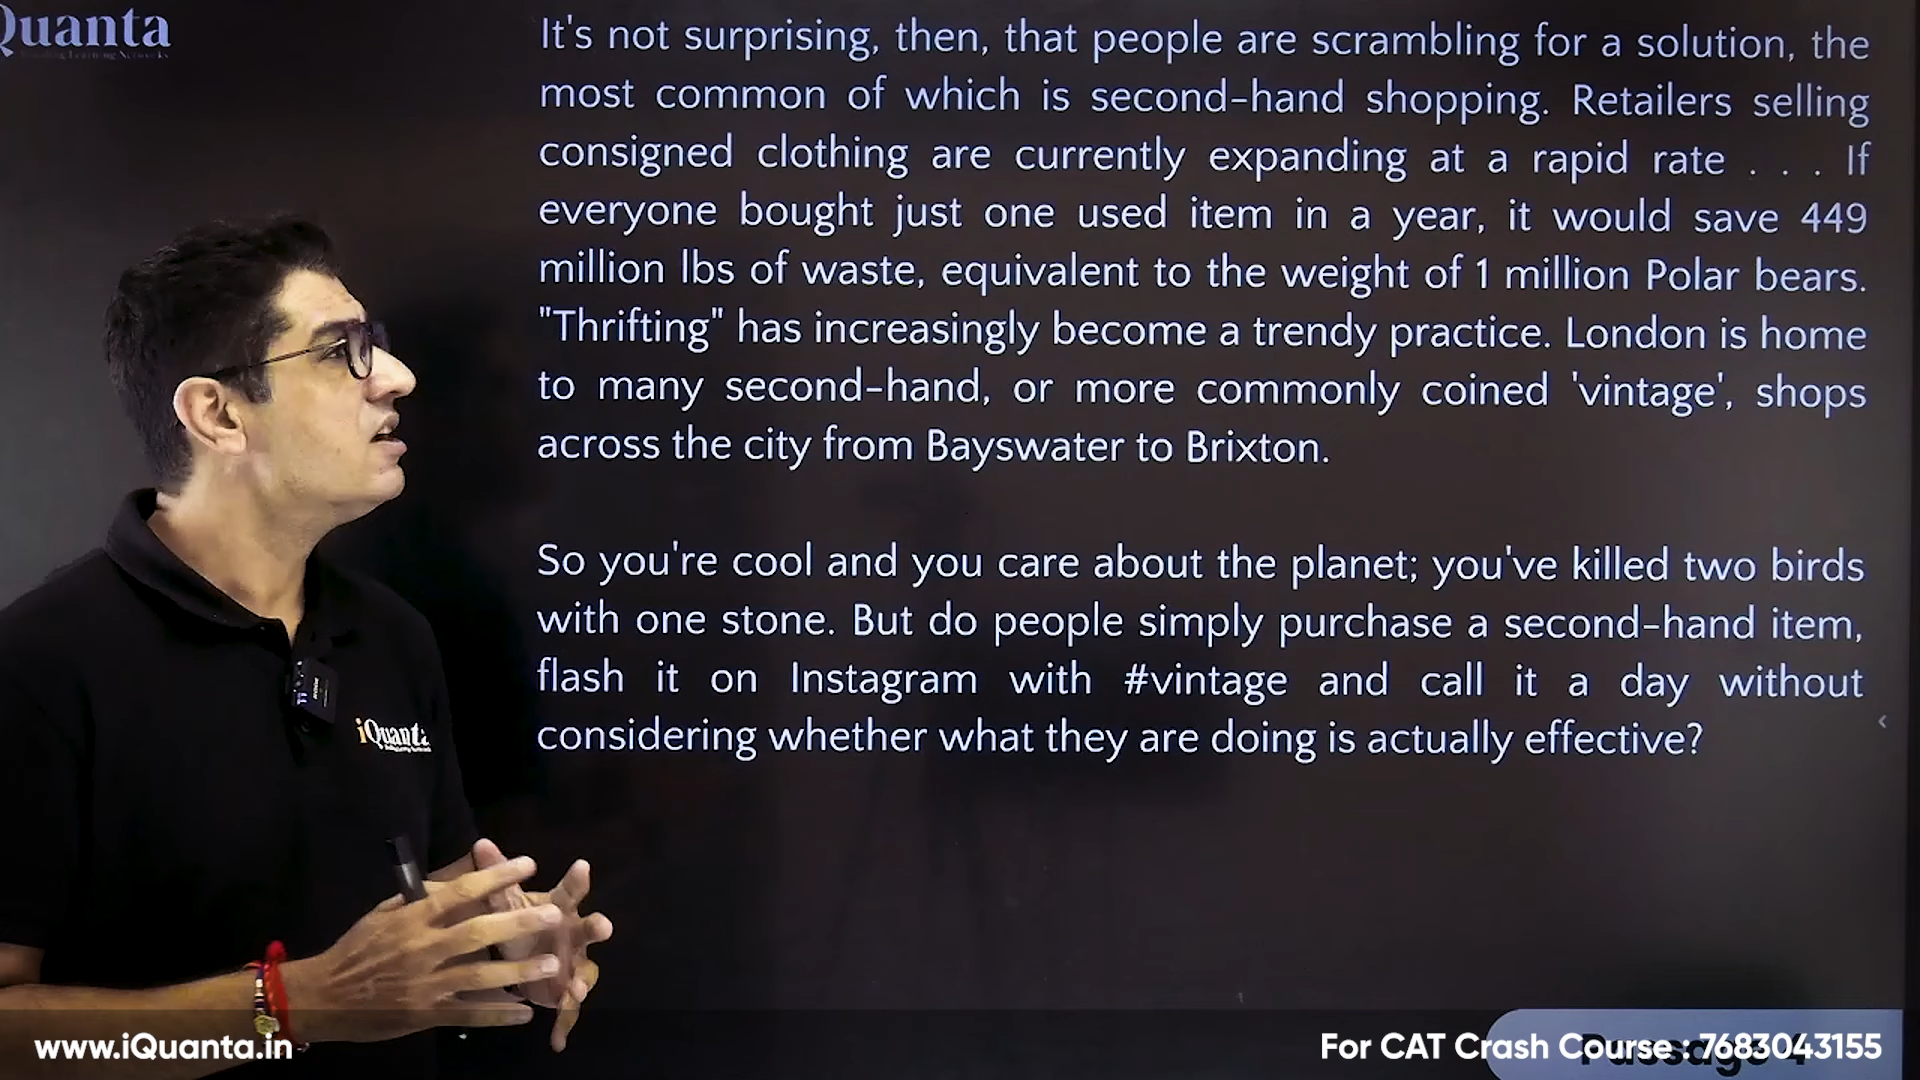 Quanta
It's not surprising, then, that people are scrambling for a solution, the
most common of which is second-hand shopping. Retailers selling
consigned clothing are currently expanding at a rapid rate . . . If
everyone bought just one used item in a year, it would save 449
million lbs of waste, equivalent to the weight of 1 million Polar bears.
"Thrifting" has increasingly become a trendy practice. London is home
to many second-hand, or more commonly coined 'vintage', shops
across the city from Bayswater to Brixton.
So you're cool and you care about the planet; you've killed two birds
with one stone. But do people simply purchase a second-hand item,
flash it on Instagram with #vintage and call it a day without
considering whether what they are doing is actually effective?
iQuanta
www.iQuanta.in
For CAT Crash Course : 7683043155
Passage 4